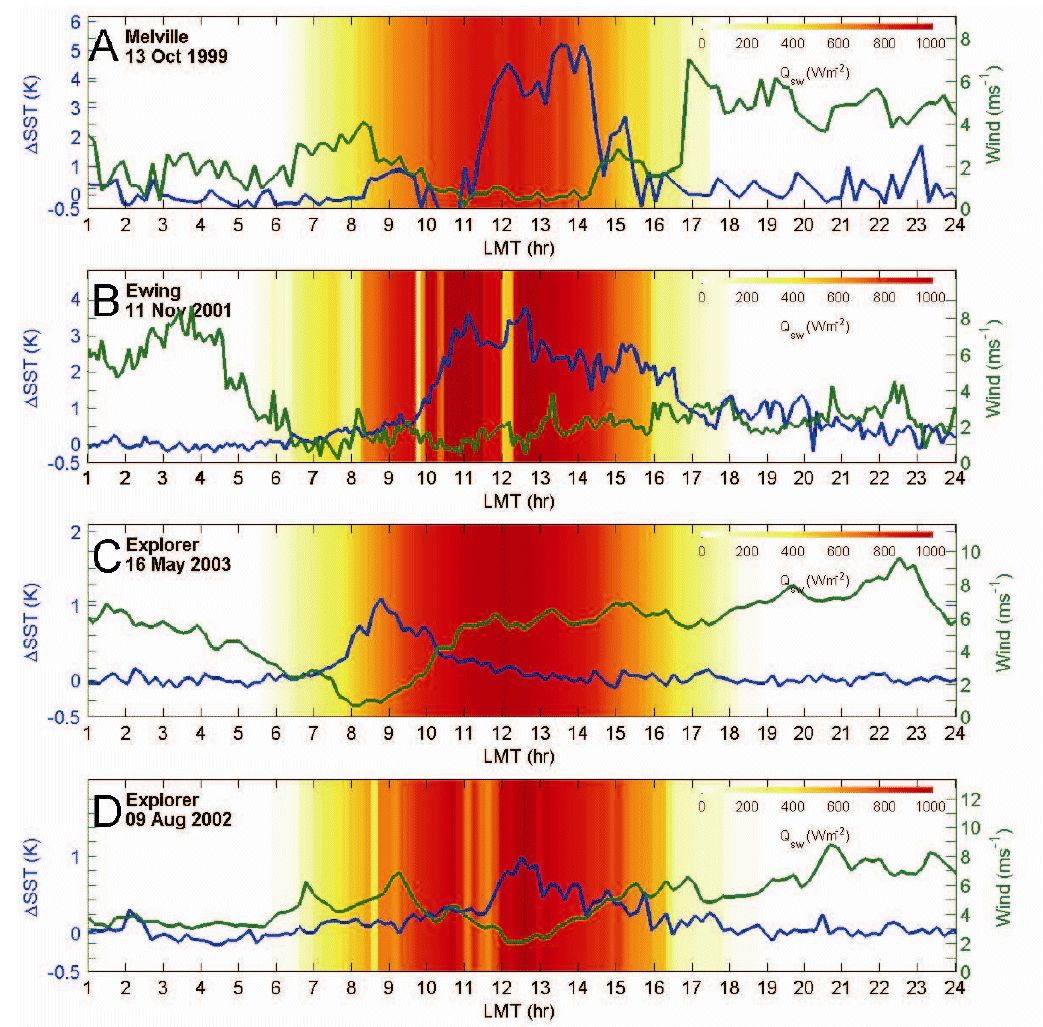 A
Melville
13 Oct 1999
0 200 400 600 800 1000
Q_sw (Wm^-2)
6
5
4
3
2
1
0
-0.5
ΔSST (K)
8
6
4
2
0
Wind (ms^-1)
1 2 3 4 5 6 7 8 9 10 11 12 13 14 15 16 17 18 19 20 21 22 23 24
LMT (hr)
B
Ewing
11 Nov 2001
0 200 400 600 800 1000
Q_sw (Wm^-2)
4
3
2
1
0
-0.5
ΔSST (K)
8
6
4
2
0
Wind (ms^-1)
1 2 3 4 5 6 7 8 9 10 11 12 13 14 15 16 17 18 19 20 21 22 23 24
LMT (hr)
C
Explorer
16 May 2003
0 200 400 600 800 1000
Q_sw (Wm^-2)
2
1
0
-0.5
ΔSST (K)
10
8
6
4
2
0
Wind (ms^-1)
1 2 3 4 5 6 7 8 9 10 11 12 13 14 15 16 17 18 19 20 21 22 23 24
LMT (hr)
D
Explorer
09 Aug 2002
0 200 400 600 800 1000
Q_sw (Wm^-2)
1
0
-0.5
ΔSST (K)
12
10
8
6
4
2
0
Wind (ms^-1)
1 2 3 4 5 6 7 8 9 10 11 12 13 14 15 16 17 18 19 20 21 22 23 24
LMT (hr)